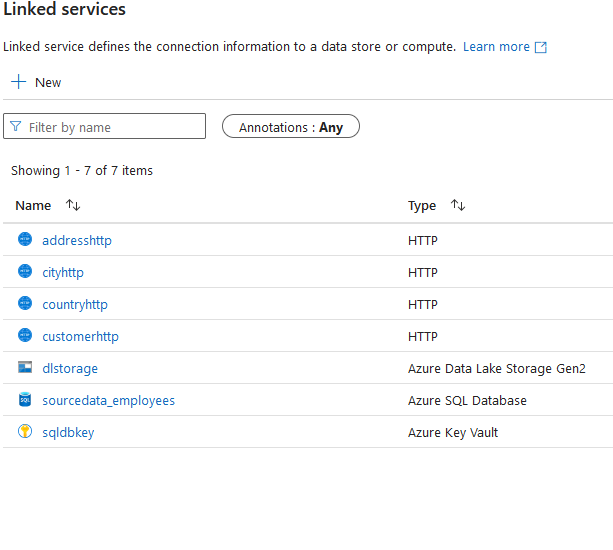 Linked services
Linked service defines the connection information to a data store or compute. Learn more
New
Filter by name
Annotations : Any
Showing 1 - 7 of 7 items
Name Type
addresshttp HTTP
cityhttp HTTP
countryhttp HTTP
customerhttp HTTP
dlstorage Azure Data Lake Storage Gen2
sourcedata_employees Azure SQL Database
sqldbkey Azure Key Vault